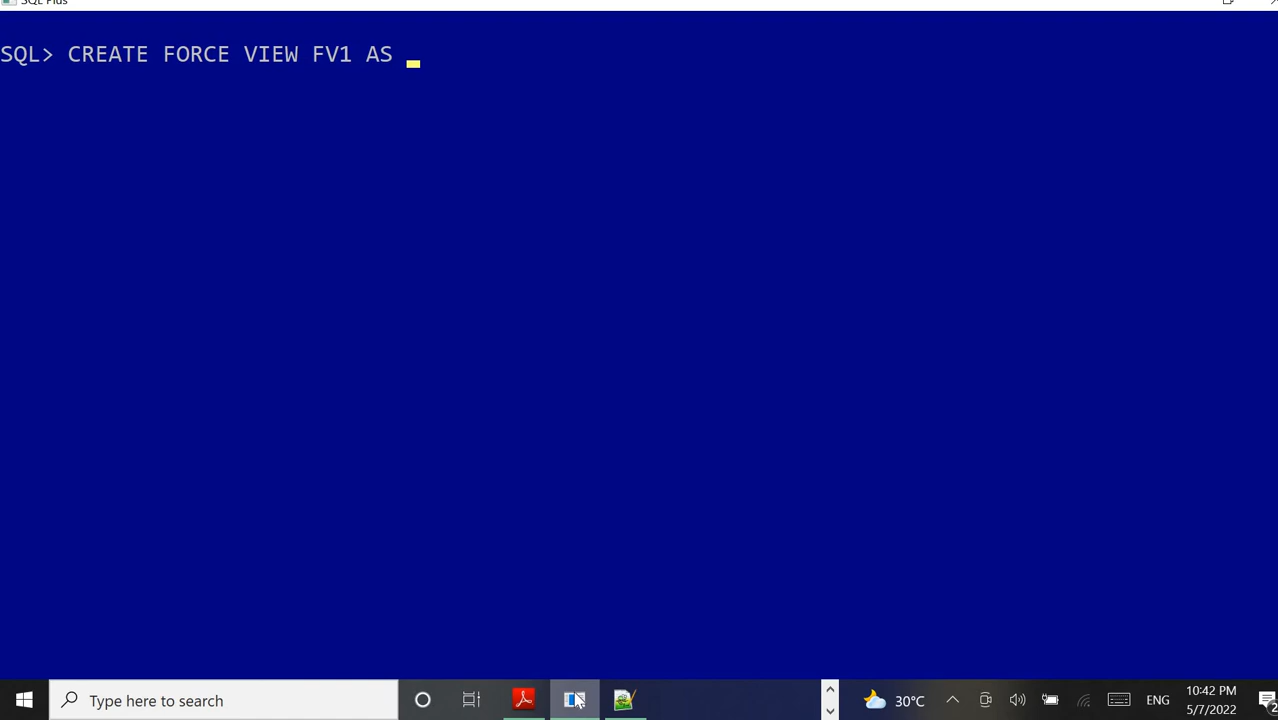 SQL Plus
SQL> CREATE FORCE VIEW FV1 AS
Type here to search
30°C
ENG
10:42 PM
5/7/2022
2